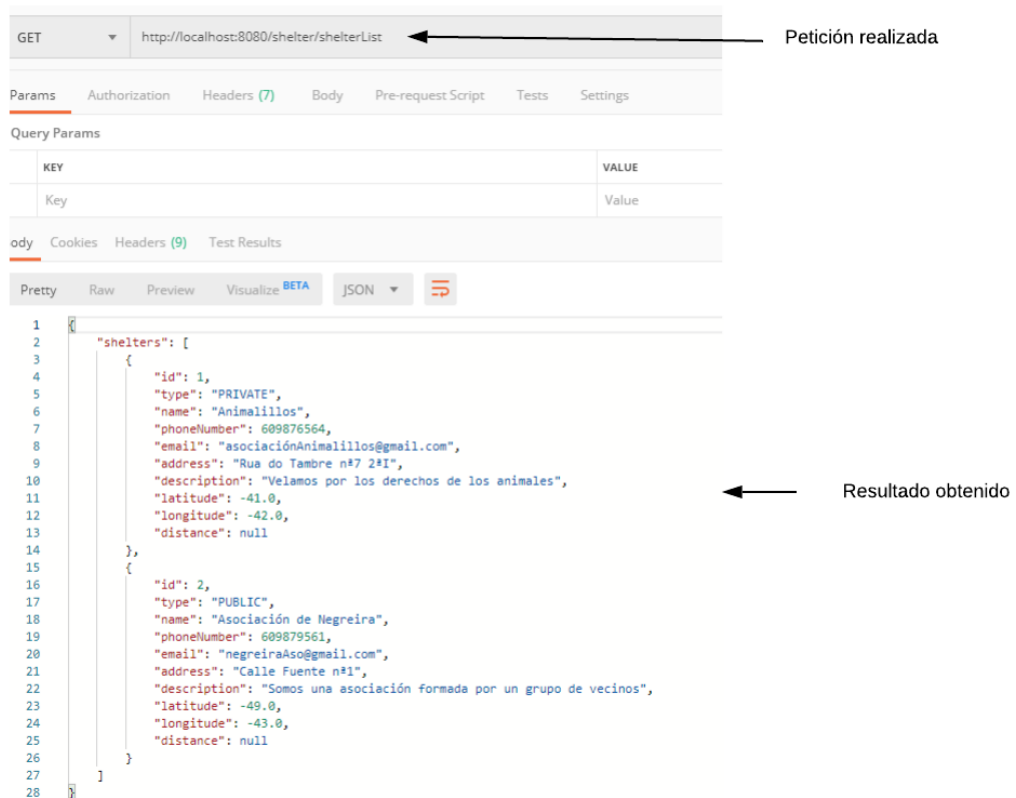 GET http://localhost:8080/shelter/shelterList
Petición realizada
Params Authorization Headers (7) Body Pre-request Script Tests Settings
Query Params
KEY VALUE
Key Value
ody Cookies Headers (9) Test Results
Pretty Raw Preview Visualize BETA JSON
1 {
2 "shelters": [
3 {
4 "id": 1,
5 "type": "PRIVATE",
6 "name": "Animalillos",
7 "phoneNumber": 609876564,
8 "email": "asociaciónAnimalillos@gmail.com",
9 "address": "Rua do Tambre nª7 2ªI",
10 "description": "Velamos por los derechos de los animales",
11 "latitude": -41.0,
12 "longitude": -42.0,
13 "distance": null
14 },
15 {
16 "id": 2,
17 "type": "PUBLIC",
18 "name": "Asociación de Negreira",
19 "phoneNumber": 609879561,
20 "email": "negreiraAso@gmail.com",
21 "address": "Calle Fuente nª1",
22 "description": "Somos una asociación formada por un grupo de vecinos",
23 "latitude": -49.0,
24 "longitude": -43.0,
25 "distance": null
26 }
27 ]
28 }
Resultado obtenido